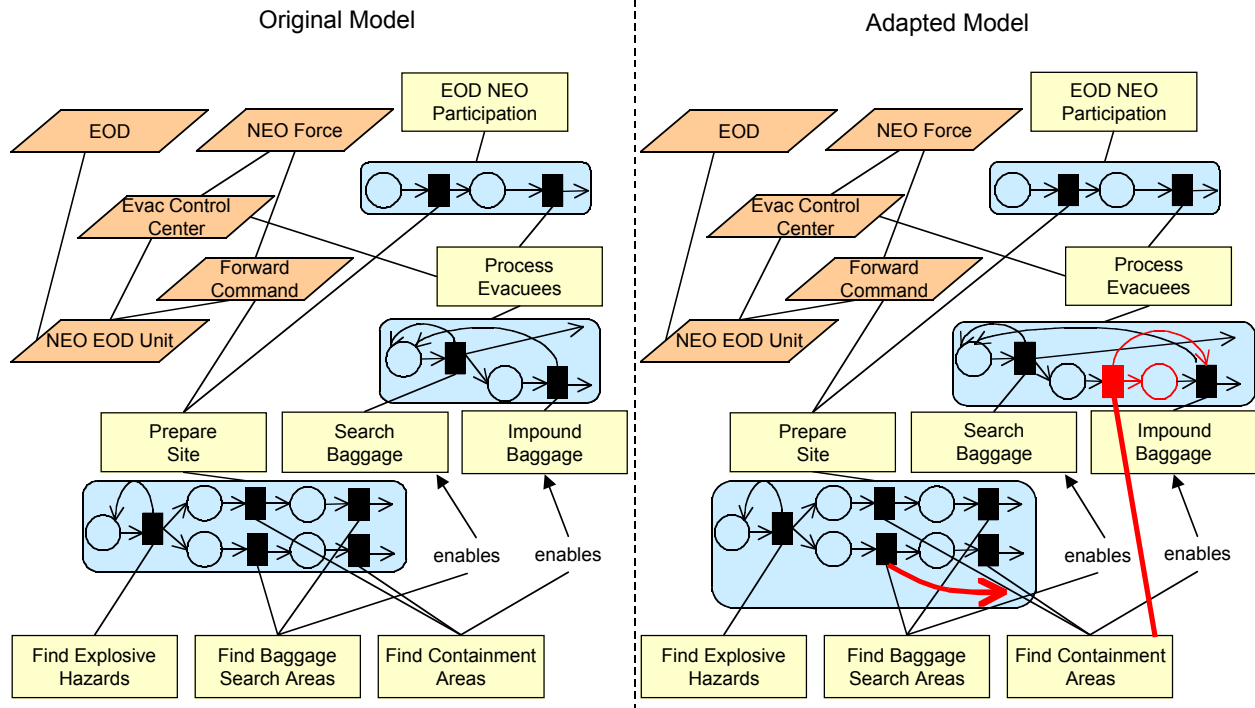 Original Model
EOD NEO
Participation
EOD
NEO Force
Evac Control
Center
Forward
Command
Process
Evacuees
NEO EOD Unit
Prepare
Site
Search
Baggage
Impound
Baggage
enables
enables
Find Explosive
Hazards
Find Baggage
Search Areas
Find Containment
Areas
Adapted Model
EOD NEO
Participation
EOD
NEO Force
Evac Control
Center
Forward
Command
Process
Evacuees
NEO EOD Unit
Prepare
Site
Search
Baggage
Impound
Baggage
enables
enables
Find Explosive
Hazards
Find Baggage
Search Areas
Find Containment
Areas